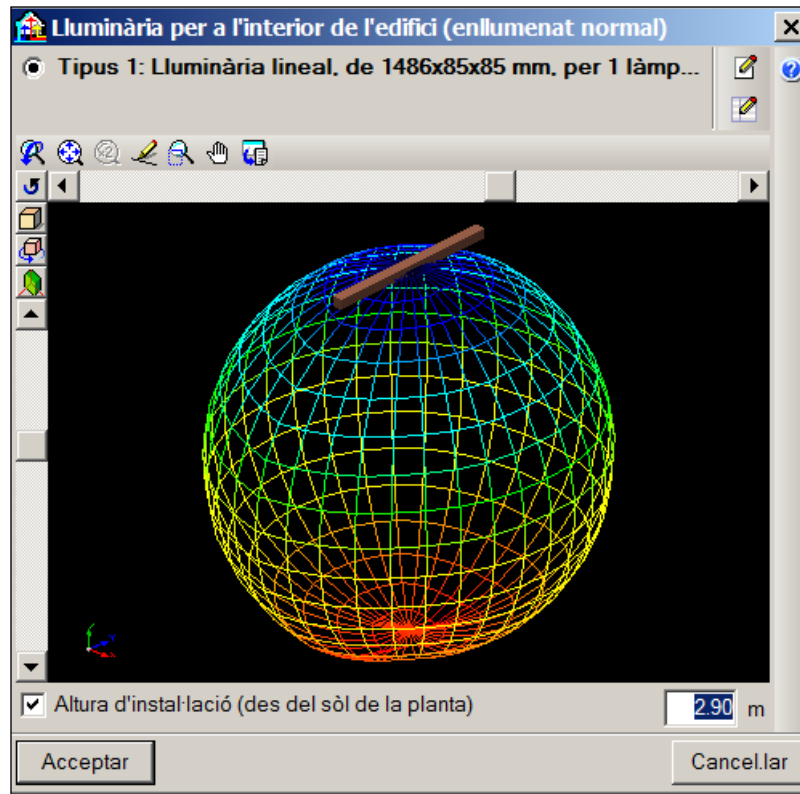 Lluminària per a l'interior de l'edifici (enllumenat normal)
Tipus 1: Lluminària lineal, de 1486x85x85 mm, per 1 làmp...
Altura d'instal·lació (des del sòl de la planta)
2.90 m
Acceptar
Cancel.lar